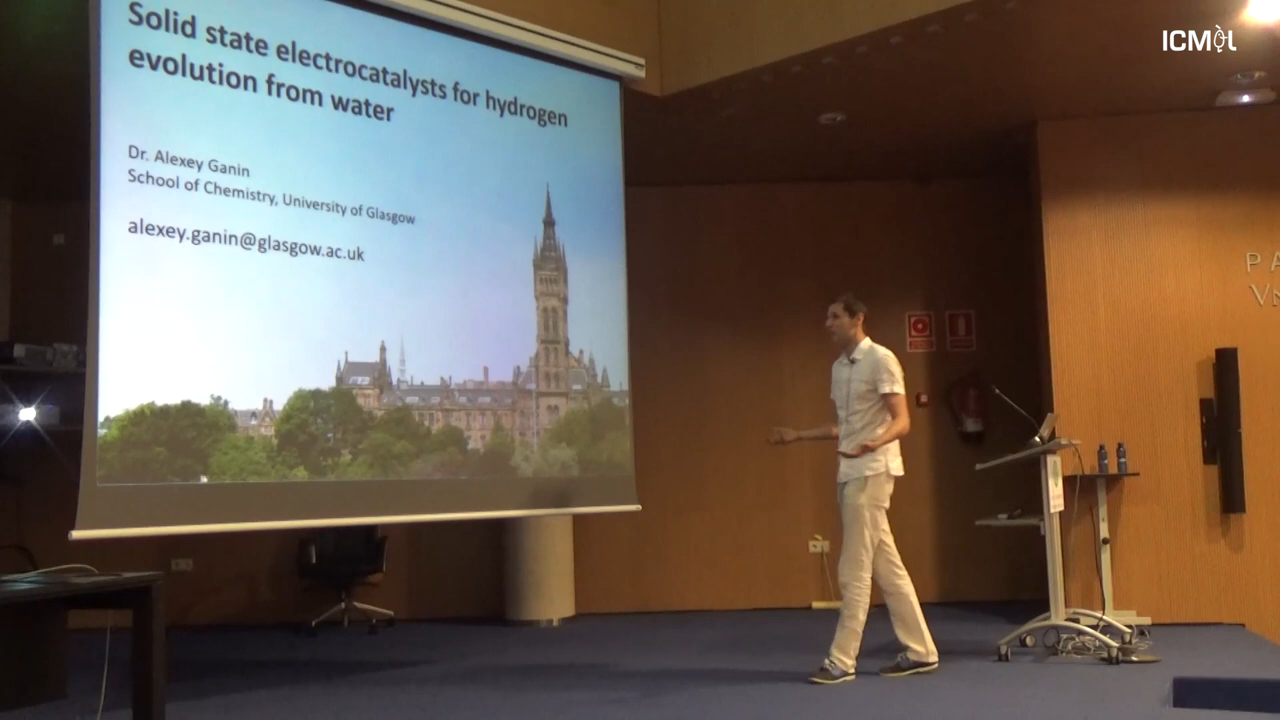 Solid state electrocatalysts for hydrogen
evolution from water
Dr. Alexey Ganin
School of Chemistry, University of Glasgow
alexey.ganin@glasgow.ac.uk
ICMOL